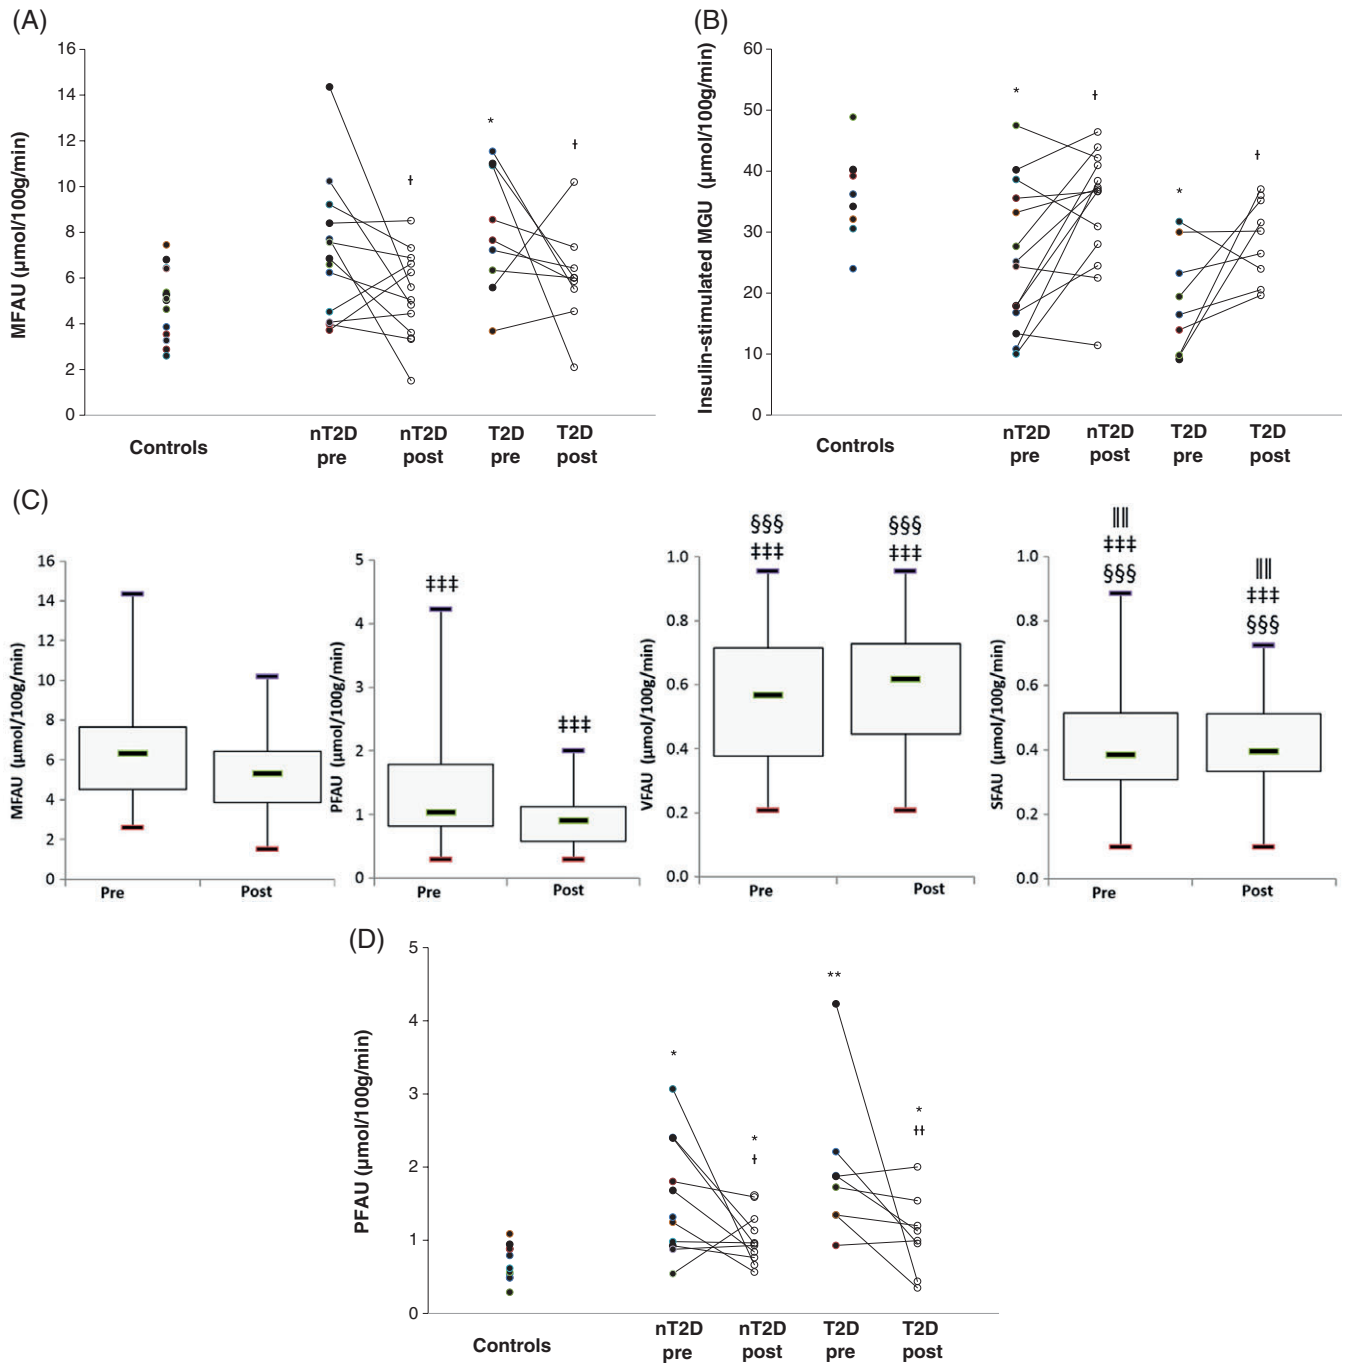 (A)
MFAU (µmol/100g/min)
16
14
12
10
8
6
4
2
0
*
ƚ
ƚ
Controls
nT2D
pre
nT2D
post
T2D
pre
T2D
post
(B)
Insulin-stimulated MGU (µmol/100g/min)
60
50
40
30
20
10
0
*
ƚ
*
ƚ
Controls
nT2D
pre
nT2D
post
T2D
pre
T2D
post
(C)
MFAU (µmol/100g/min)
16
14
12
10
8
6
4
2
0
Pre
Post
PFAU (µmol/100g/min)
5
4
3
2
1
0
‡‡‡
‡‡‡
Pre
Post
VFAU (µmol/100g/min)
1.0
0.8
0.6
0.4
0.2
0.0
§§§
‡‡‡
§§§
‡‡‡
Pre
Post
SFAU (µmol/100g/min)
1.0
0.8
0.6
0.4
0.2
0.0
‖‖
‡‡‡
§§§
‖‖
‡‡‡
§§§
Pre
Post
(D)
PFAU (µmol/100g/min)
5
4
3
2
1
0
*
*
ƚ
**
*
ƚƚ
Controls
nT2D
pre
nT2D
post
T2D
pre
T2D
post